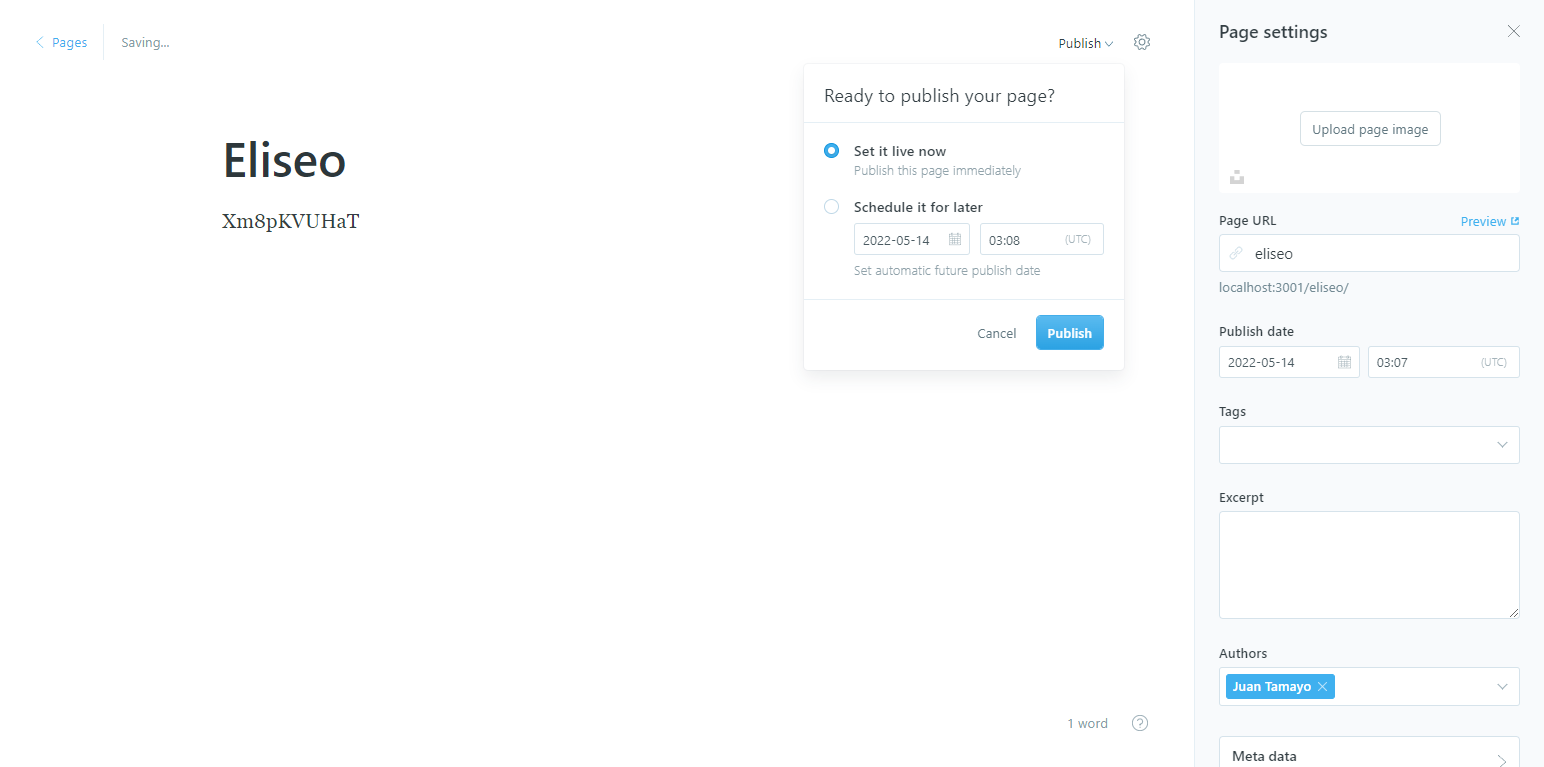 Pages
Saving...
Publish
Eliseo
Xm8pKVUHaT
Ready to publish your page?
Set it live now
Publish this page immediately
Schedule it for later
2022-05-14
03:08 (UTC)
Set automatic future publish date
Cancel
Publish
1 word
Page settings
Upload page image
Page URL
Preview
eliseo
localhost:3001/eliseo/
Publish date
2022-05-14
03:07 (UTC)
Tags
Excerpt
Authors
Juan Tamayo
Meta data